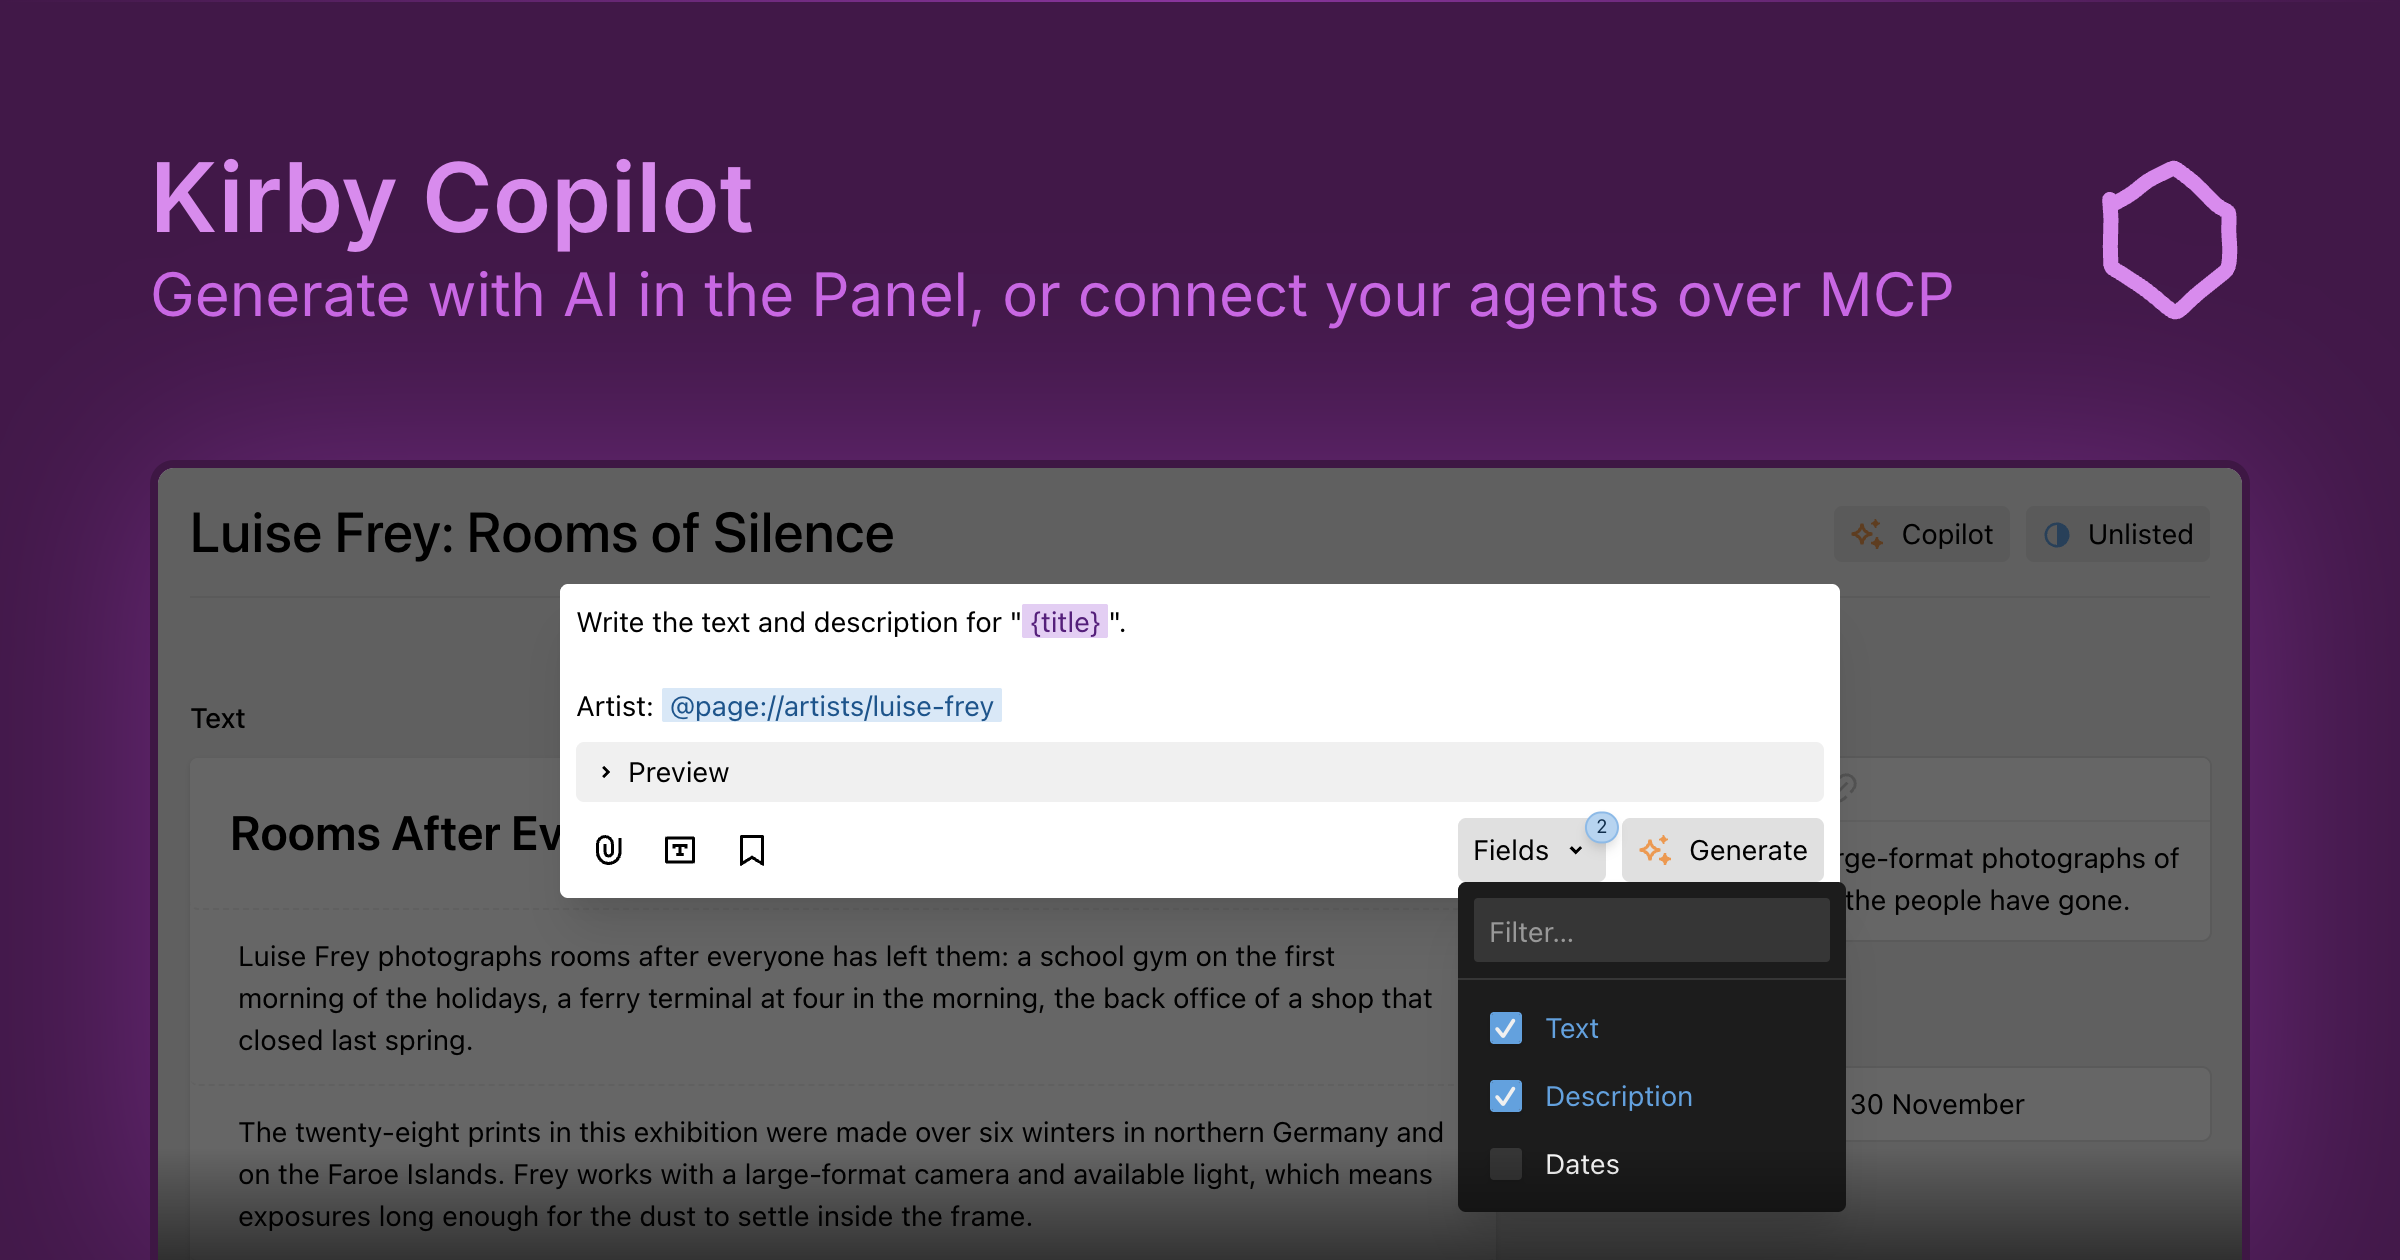 Kirby Copilot
Generate with AI in the Panel, or connect your agents over MCP
Luise Frey: Rooms of Silence
Copilot
Unlisted
Write the text and description for "{title}".
Artist: @page://artists/luise-frey
Preview
Fields
2
Generate
Filter...
Text
Description
Dates
Text
Rooms After Ev
Luise Frey photographs rooms after everyone has left them: a school gym on the first
morning of the holidays, a ferry terminal at four in the morning, the back office of a shop that
closed last spring.
The twenty-eight prints in this exhibition were made over six winters in northern Germany and
on the Faroe Islands. Frey works with a large-format camera and available light, which means
exposures long enough for the dust to settle inside the frame.
rge-format photographs of
the people have gone.
30 November